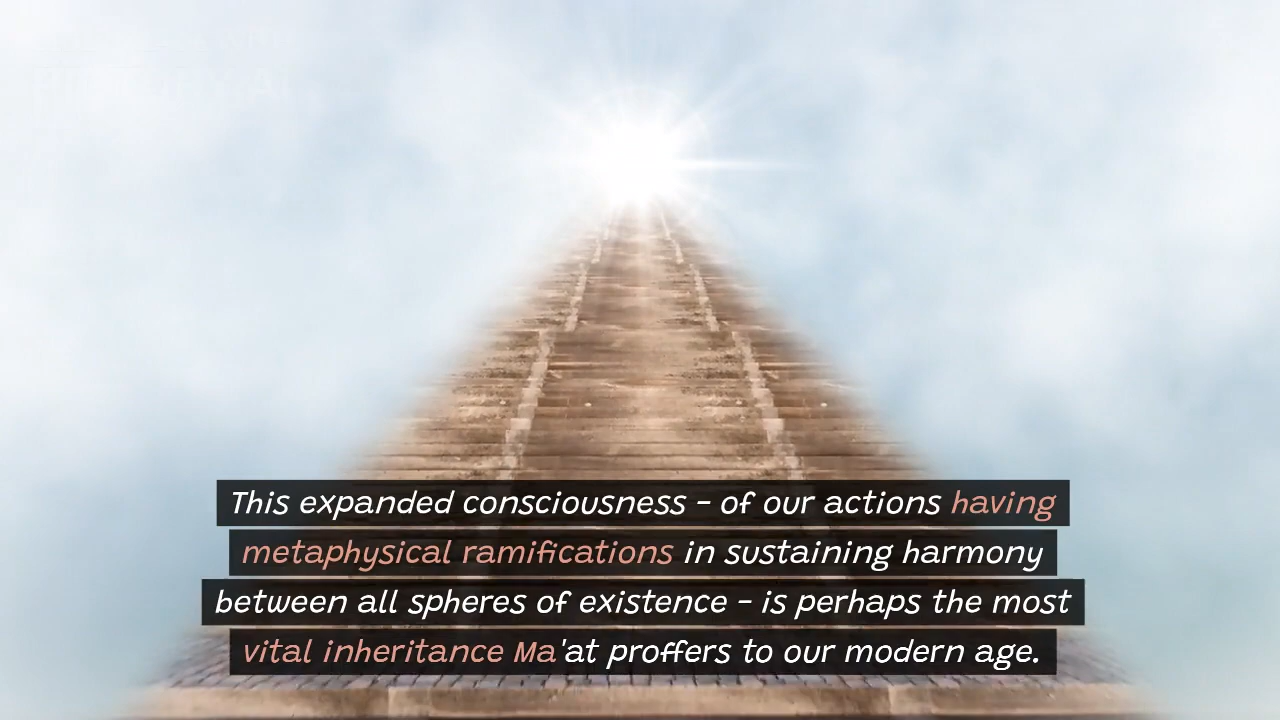 This expanded consciousness – of our actions having
metaphysical ramifications in sustaining harmony
between all spheres of existence – is perhaps the most
vital inheritance Ma'at proffers to our modern age.